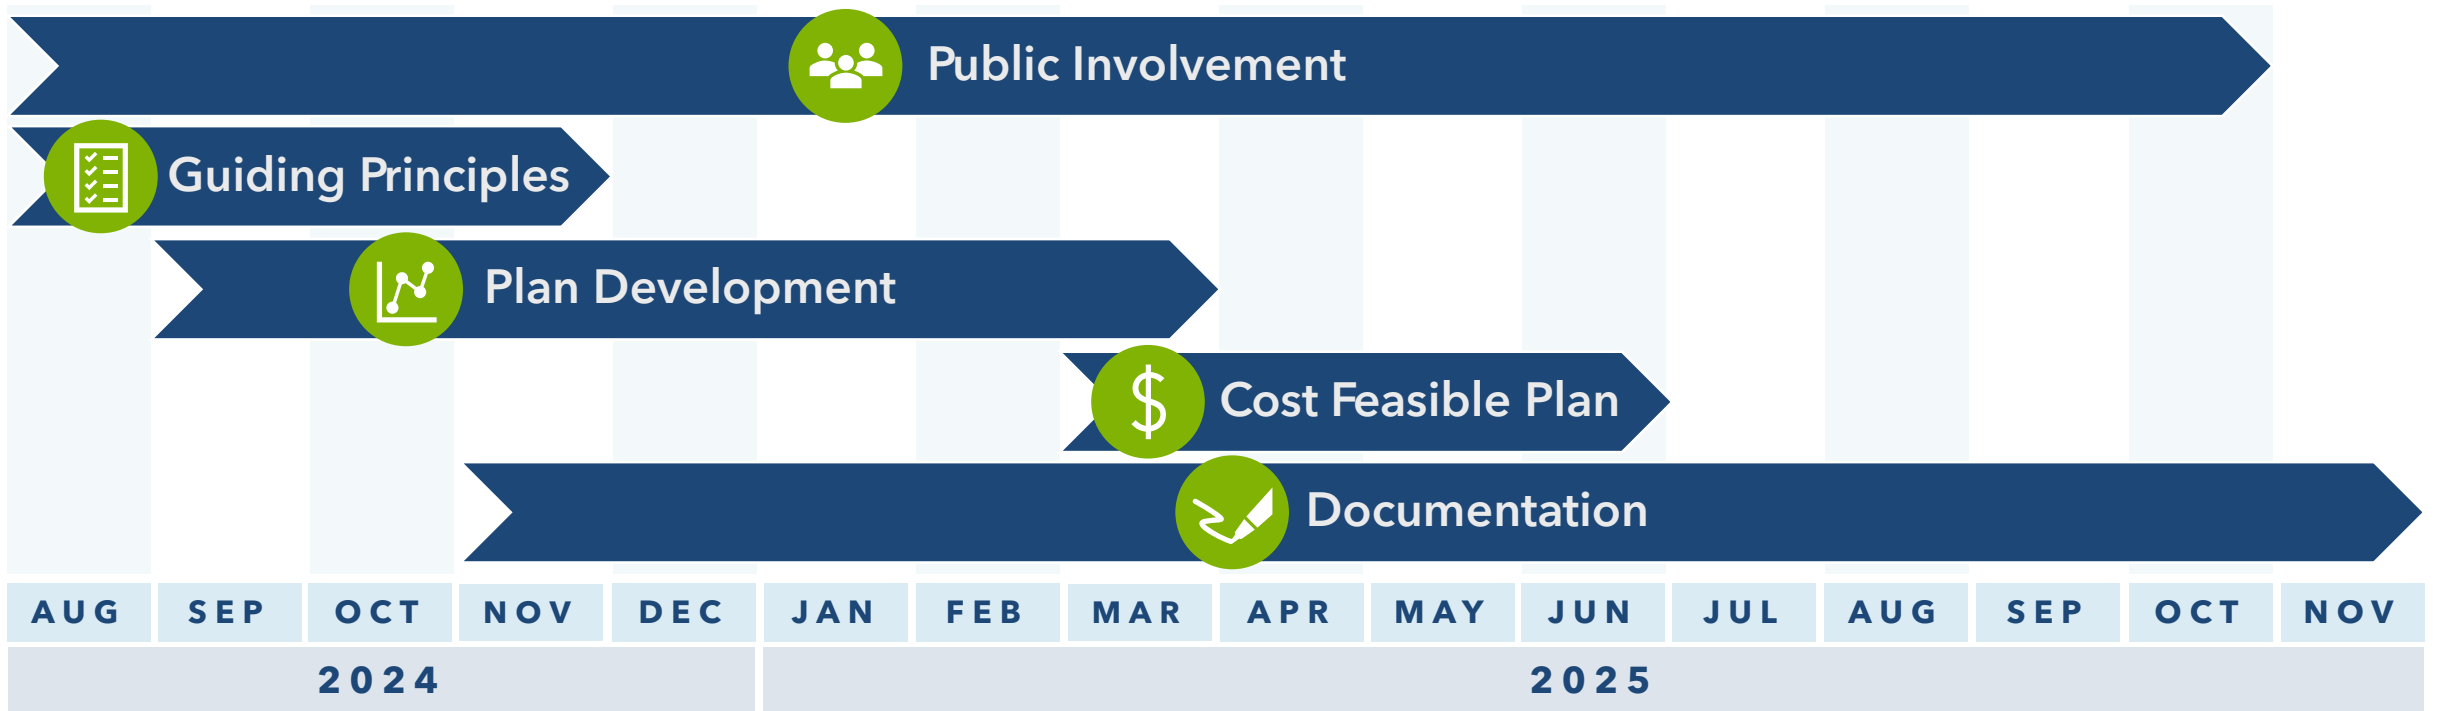 Public Involvement
Guiding Principles
Plan Development
Cost Feasible Plan
Documentation
AUG SEP OCT NOV DEC JAN FEB MAR APR MAY JUN JUL AUG SEP OCT NOV
2024 2025